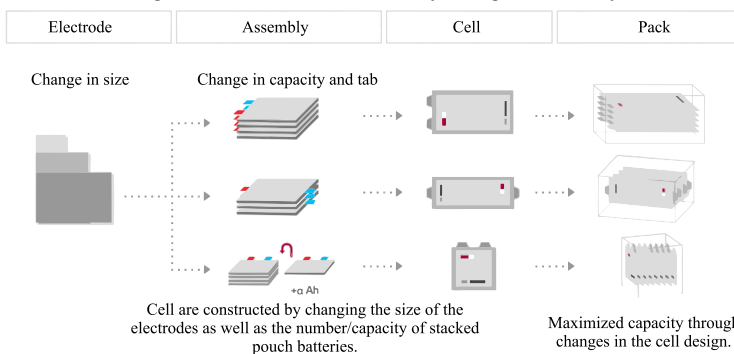 Electrode
Assembly
Cell
Pack
Change in size
Change in capacity and tab
+α Ah
Cell are constructed by changing the size of the
electrodes as well as the number/capacity of stacked
pouch batteries.
Maximized capacity through
changes in the cell design.